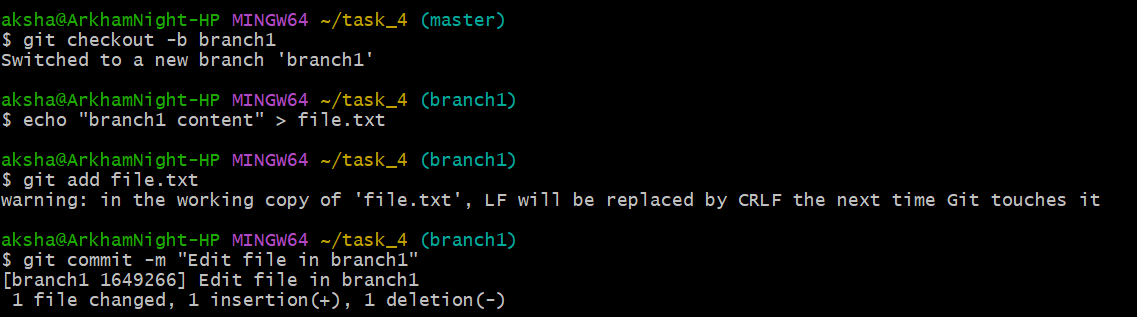 aksha@ArkhamNight-HP MINGW64 ~/task_4 (master)
$ git checkout -b branch1
Switched to a new branch 'branch1'
aksha@ArkhamNight-HP MINGW64 ~/task_4 (branch1)
$ echo "branch1 content" > file.txt
aksha@ArkhamNight-HP MINGW64 ~/task_4 (branch1)
$ git add file.txt
warning: in the working copy of 'file.txt', LF will be replaced by CRLF the next time Git touches it
aksha@ArkhamNight-HP MINGW64 ~/task_4 (branch1)
$ git commit -m "Edit file in branch1"
[branch1 1649266] Edit file in branch1
 1 file changed, 1 insertion(+), 1 deletion(-)